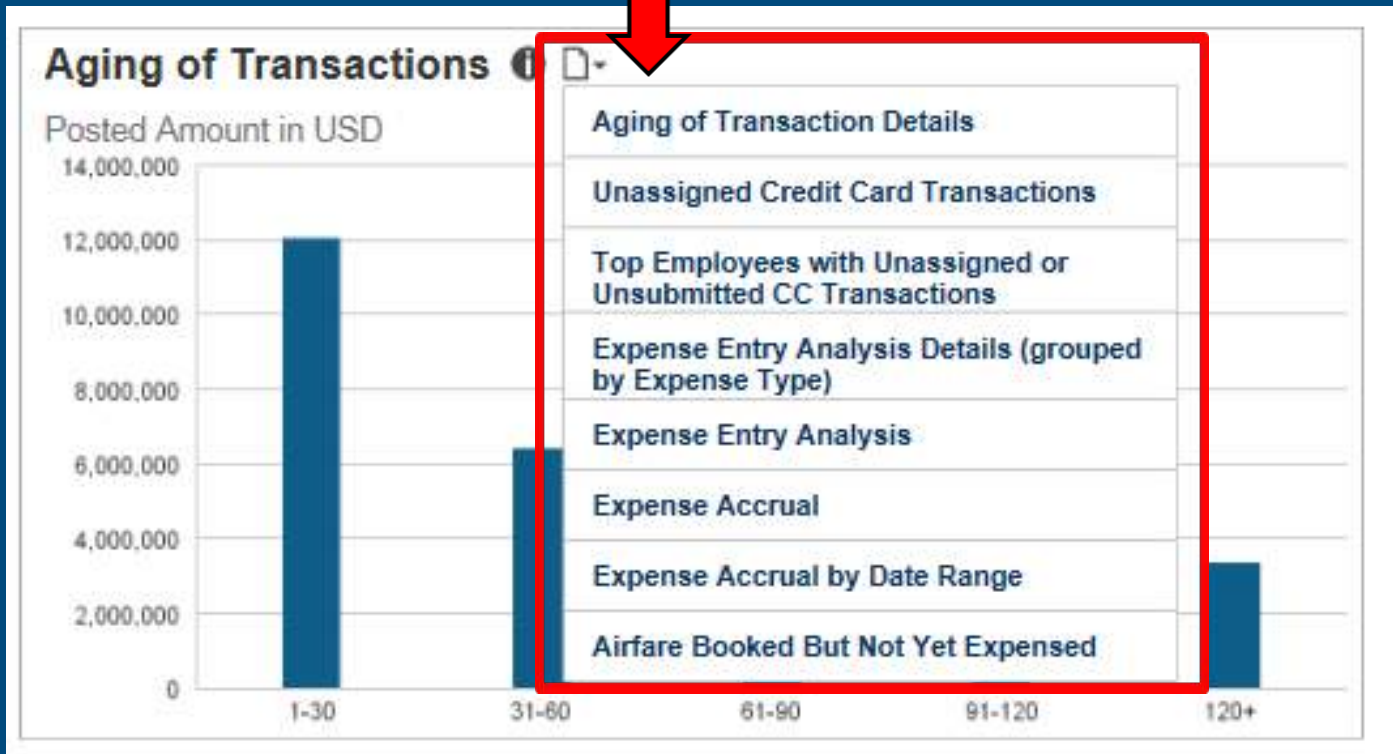 Aging of Transactions
Posted Amount in USD
14,000,000
12,000,000
10,000,000
8,000,000
6,000,000
4,000,000
2,000,000
0
1-30
31-60
61-90
91-120
120+
Aging of Transaction Details
Unassigned Credit Card Transactions
Top Employees with Unassigned or
Unsubmitted CC Transactions
Expense Entry Analysis Details (grouped
by Expense Type)
Expense Entry Analysis
Expense Accrual
Expense Accrual by Date Range
Airfare Booked But Not Yet Expensed